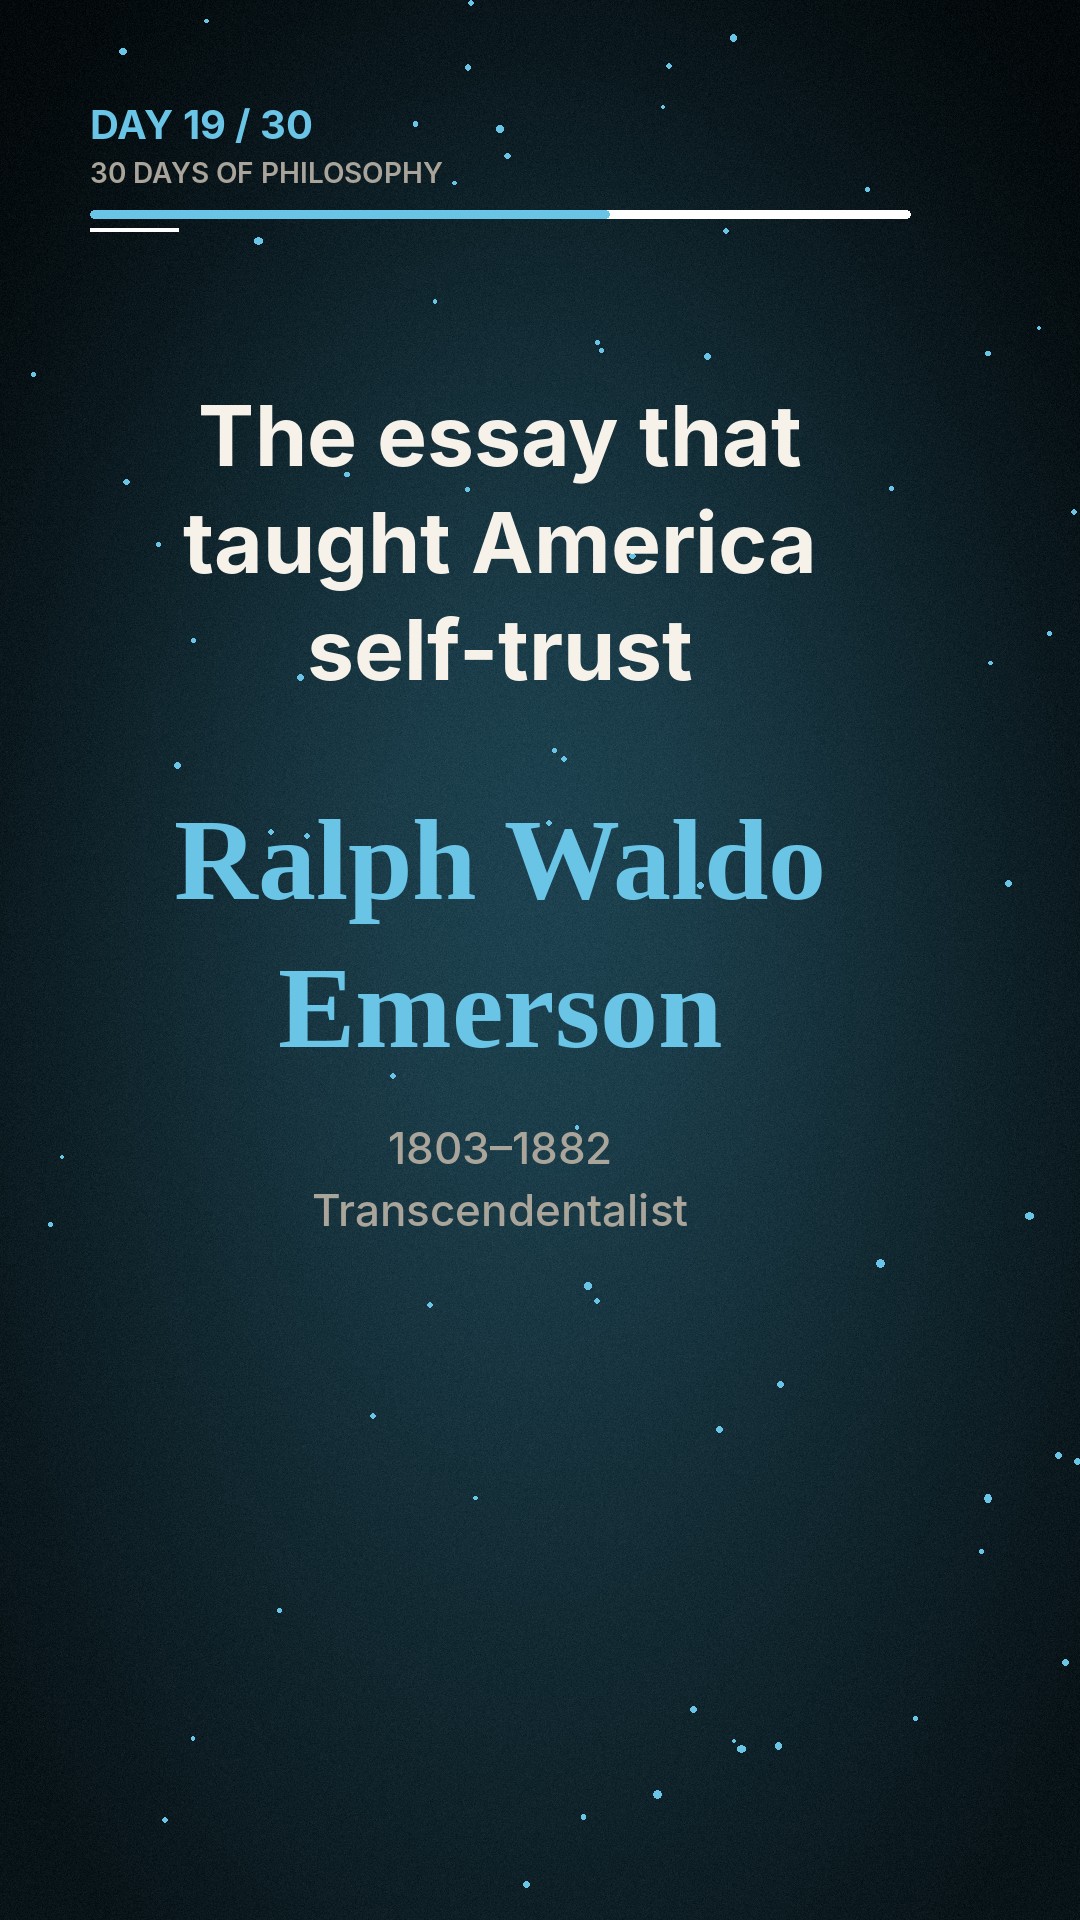 DAY 19 / 30
30 DAYS OF PHILOSOPHY
The essay that
taught America
self-trust
Ralph Waldo
Emerson
1803–1882
Transcendentalist